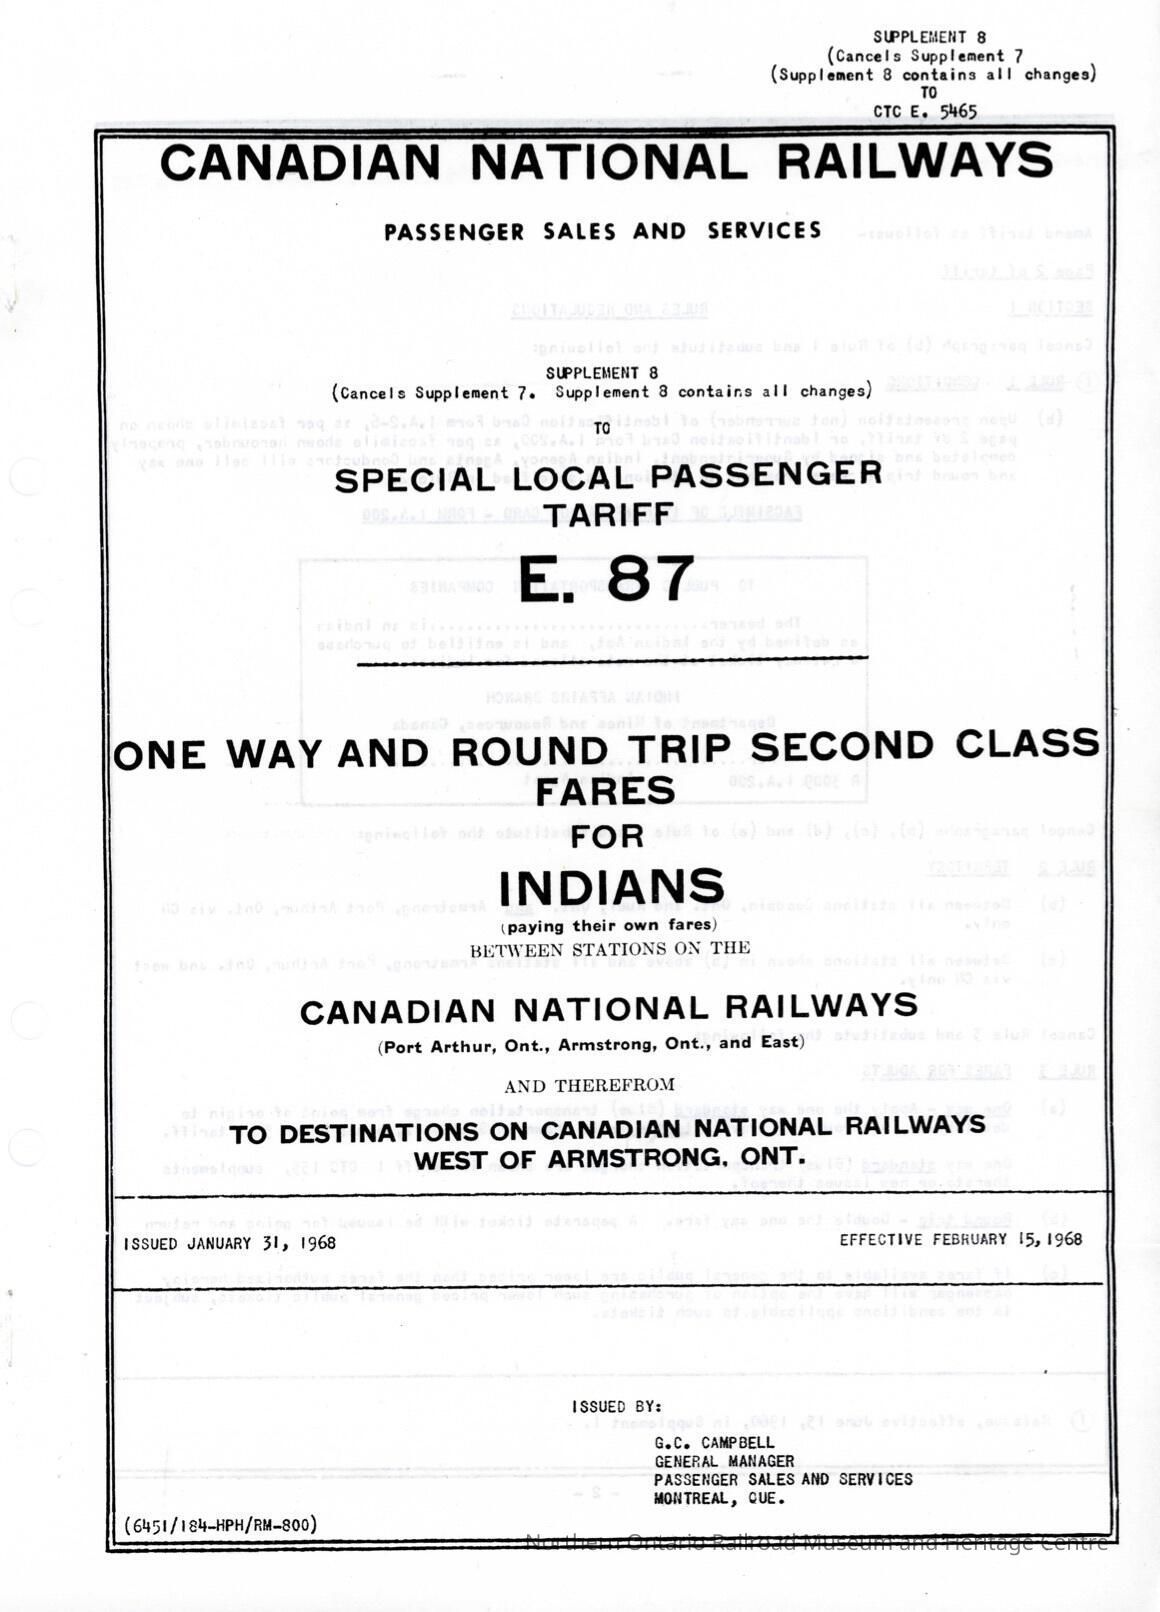 SUPPLEMENT 8
(Cancels Supplement 7
(Supplement 8 contains all changes)
TO
CTC E. 5465
CANADIAN NATIONAL RAILWAYS
PASSENGER SALES AND SERVICES
SUPPLEMENT 8
(Cancels Supplement 7. Supplement 8 contains all changes)
TO
SPECIAL LOCAL PASSENGER
TARIFF
E. 87
ONE WAY AND ROUND TRIP SECOND CLASS
FARES
FOR
INDIANS
(paying their own fares)
BETWEEN STATIONS ON THE
CANADIAN NATIONAL RAILWAYS
(Port Arthur, Ont., Armstrong, Ont., and East)
AND THEREFROM
TO DESTINATIONS ON CANADIAN NATIONAL RAILWAYS
WEST OF ARMSTRONG, ONT.
ISSUED JANUARY 31, 1968 EFFECTIVE FEBRUARY 15, 1968
ISSUED BY:
G.C. CAMPBELL
GENERAL MANAGER
PASSENGER SALES AND SERVICES
MONTREAL, QUE.
(6451/184-HPH/RM-800)
Northern Ontario Railroad Museum and Heritage Centre